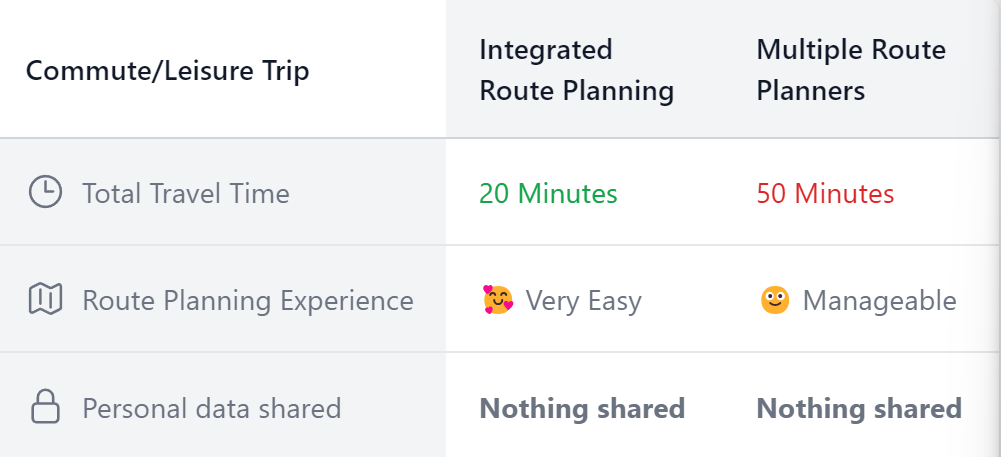 Commute/Leisure Trip
Integrated
Route Planning
Multiple Route
Planners
Total Travel Time
20 Minutes
50 Minutes
Route Planning Experience
🥰 Very Easy
🙂 Manageable
Personal data shared
Nothing shared
Nothing shared